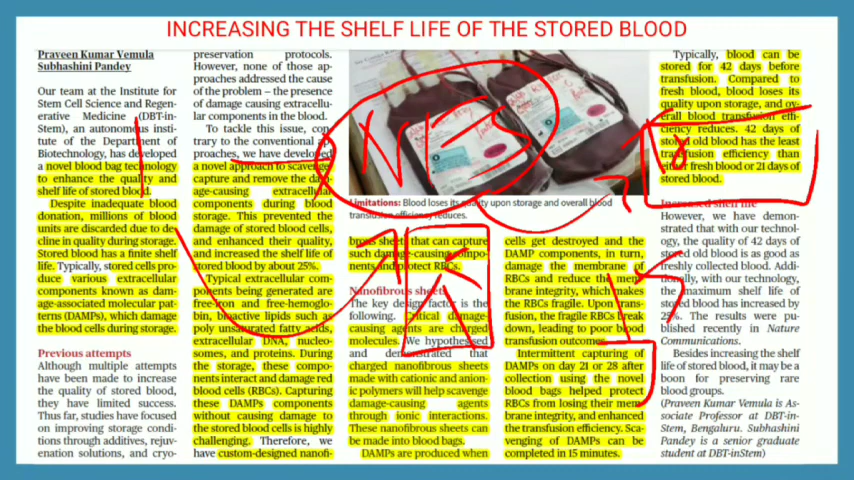 INCREASING THE SHELF LIFE OF THE STORED BLOOD
Praveen Kumar Vemula
Subhashini Pandey
Our team at the Institute for
Stem Cell Science and Regen-
erative Medicine (DBT-in-
Stem), an autonomous insti-
tute of the Department of
Biotechnology, has developed
a novel blood bag technology
to enhance the quality and
shelf life of stored blood.
Despite inadequate blood
donation, millions of blood
units are discarded due to de-
cline in quality during storage.
Stored blood has a finite shelf
life. Typically, stored cells pro-
duce various extracellular
components known as dam-
age-associated molecular pat-
terns (DAMPs), which damage
the blood cells during storage.
Previous attempts
Although multiple attempts
have been made to increase
the quality of stored blood,
they have limited success.
Thus far, studies have focused
on improving storage condi-
tions through additives, rejuv-
enation solutions, and cryo-
preservation protocols.
However, none of those ap-
proaches addressed the cause
of the problem – the presence
of damage causing extracellu-
lar components in the blood.
To tackle this issue, con-
trary to the conventional ap-
proaches, we have developed
a novel approach to scavenge
capture and remove the dam-
age-causing extracellular
components during blood
storage. This prevented the
damage of stored blood cells,
and enhanced their quality,
and increased the shelf life of
stored blood by about 25%.
Typical extracellular com-
ponents being generated are
free-iron and free-hemoglo-
bin, bioactive lipids such as
poly unsaturated fatty acids,
extracellular DNA, nucleo-
somes, and proteins. During
the storage, these compo-
nents interact and damage red
blood cells (RBCs). Capturing
these DAMPs components
without causing damage to
the stored blood cells is highly
challenging. Therefore, we
have custom-designed nanofi-
Limitations: Blood loses its quality upon storage and overall blood
transfusion efficiency reduces.
brous sheets that can capture
such damage-causing compo-
nents and protect RBCs.
Nanofibrous sheets
The key design factor is the
following. Critical damage-
causing agents are charged
molecules. We hypothesised
and demonstrated that
charged nanofibrous sheets
made with cationic and anion-
ic polymers will help scavenge
damage-causing agents
through ionic interactions.
These nanofibrous sheets can
be made into blood bags.
DAMPs are produced when
cells get destroyed and the
DAMP components, in turn,
damage the membrane of
RBCs and reduce their mem-
brane integrity, which makes
the RBCs fragile. Upon trans-
fusion, the fragile RBCs break
down, leading to poor blood
transfusion outcomes.
Intermittent capturing of
DAMPs on day 21 or 28 after
collection using the novel
blood bags helped protect
RBCs from losing their mem-
brane integrity, and enhanced
the transfusion efficiency. Sca-
venging of DAMPs can be
completed in 15 minutes.
Typically, blood can be
stored for 42 days before
transfusion. Compared to
fresh blood, blood loses its
quality upon storage, and ov-
erall blood transfusion effi-
ciency reduces. 42 days of
stored old blood has the least
transfusion efficiency than
either fresh blood or 21 days of
stored blood.
Increased shelf life
However, we have demon-
strated that with our technol-
ogy, the quality of 42 days of
stored old blood is as good as
freshly collected blood. Addi-
tionally, with our technology,
the maximum shelf life of
stored blood has increased by
25%. The results were pu-
blished recently in Nature
Communications.
Besides increasing the shelf
life of stored blood, it may be a
boon for preserving rare
blood groups.
(Praveen Kumar Vemula is As-
sociate Professor at DBT-in-
Stem, Bengaluru. Subhashini
Pandey is a senior graduate
student at DBT-inStem)
NFS
15